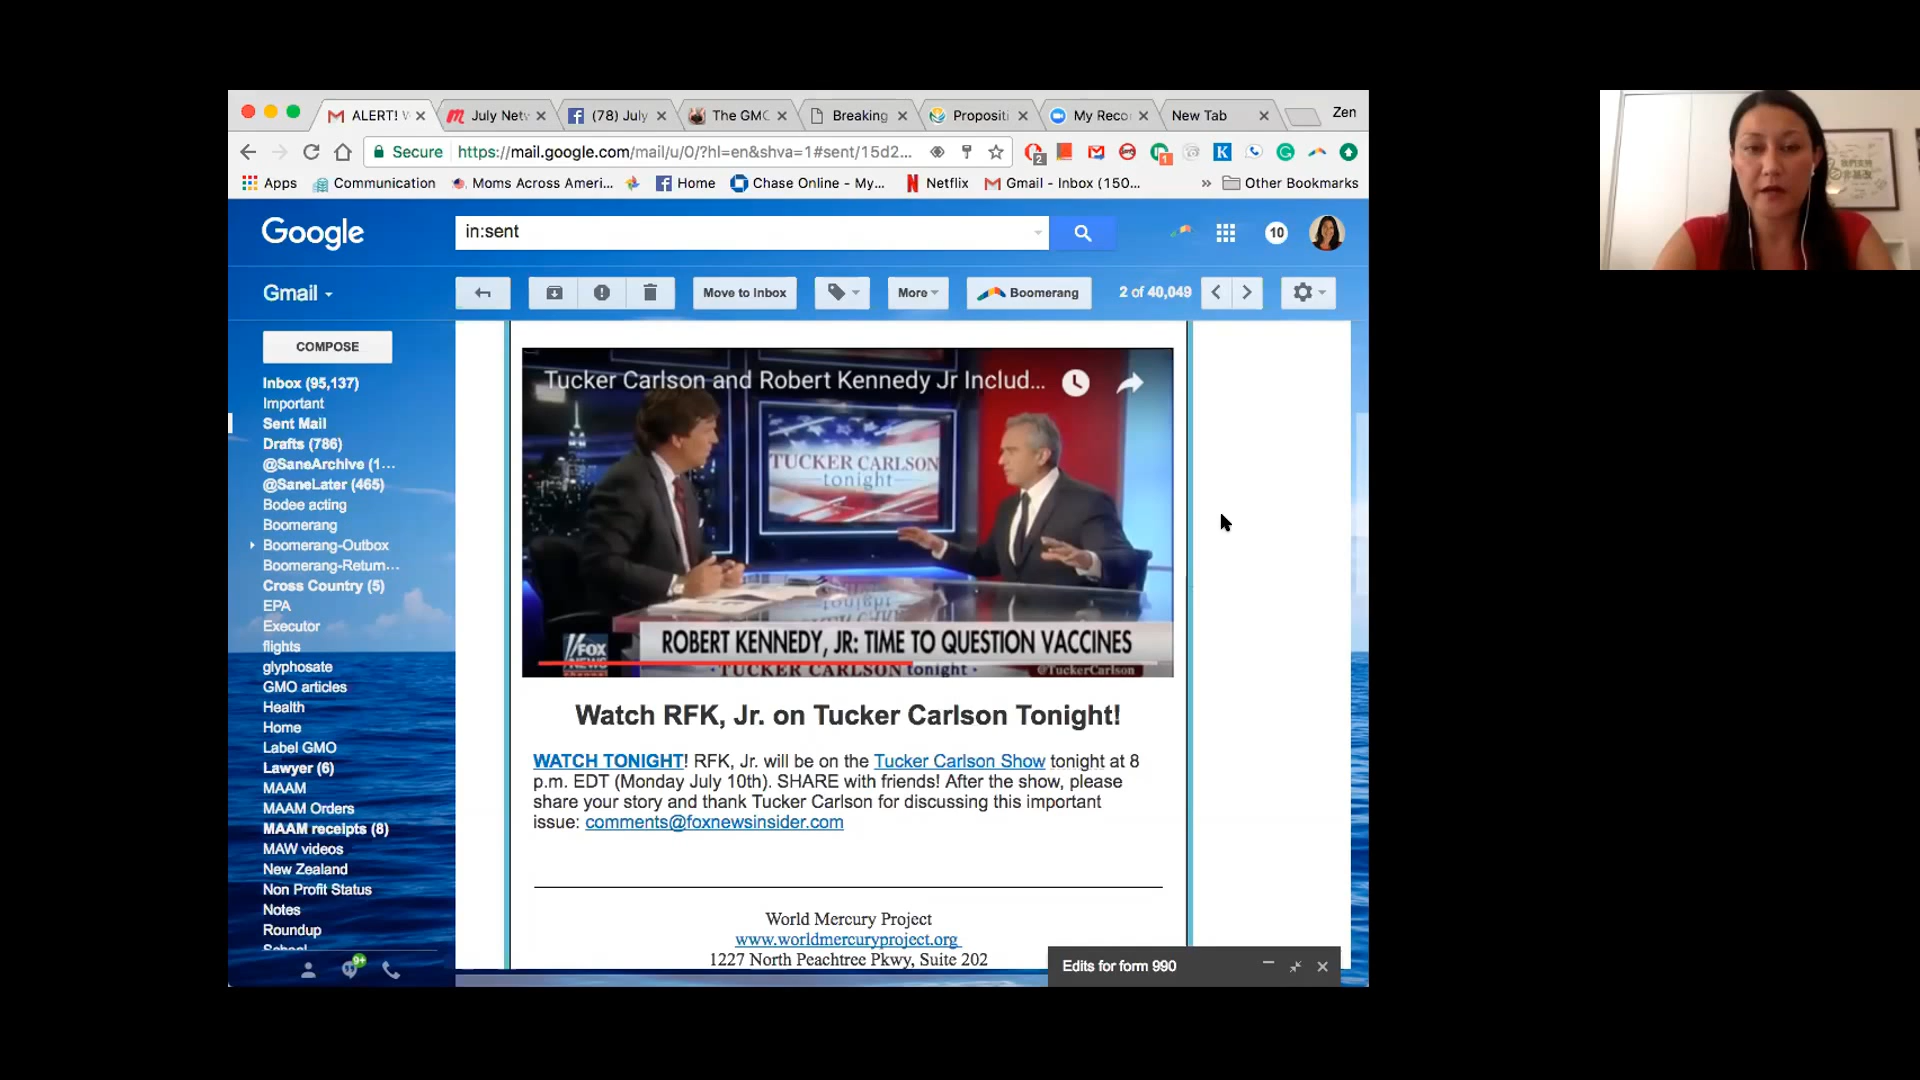 ALERT! V
July Netv
(78) July
The GMC
Breaking
Propositi
My Reco
New Tab
Zen
Secure
https://mail.google.com/mail/u/0/?hl=en&shva=1#sent/15d2...
2
1
K
Apps
Communication
Moms Across Ameri...
Home
Chase Online - My...
Netflix
Gmail - Inbox (150...
»
Other Bookmarks
Google
in:sent
10
Gmail
Move to Inbox
More
Boomerang
2 of 40,049
COMPOSE
Inbox (95,137)
Important
Sent Mail
Drafts (786)
@SaneArchive (1...
@SaneLater (465)
Bodee acting
Boomerang
Boomerang-Outbox
Boomerang-Return...
Cross Country (5)
EPA
Executor
flights
glyphosate
GMO articles
Health
Home
Label GMO
Lawyer (6)
MAAM
MAAM Orders
MAAM receipts (8)
MAW videos
New Zealand
Non Profit Status
Notes
Roundup
School
9+
Tucker Carlson and Robert Kennedy Jr Includ...
TUCKER CARLSON
tonight
ROBERT KENNEDY, JR: TIME TO QUESTION VACCINES
FOX
NEWS
channel
· TUCKER CARLSON tonight ·
@TuckerCarlson
Watch RFK, Jr. on Tucker Carlson Tonight!
WATCH TONIGHT! RFK, Jr. will be on the Tucker Carlson Show tonight at 8
p.m. EDT (Monday July 10th). SHARE with friends! After the show, please
share your story and thank Tucker Carlson for discussing this important
issue: comments@foxnewsinsider.com
World Mercury Project
www.worldmercuryproject.org
1227 North Peachtree Pkwy, Suite 202
Edits for form 990
非基改